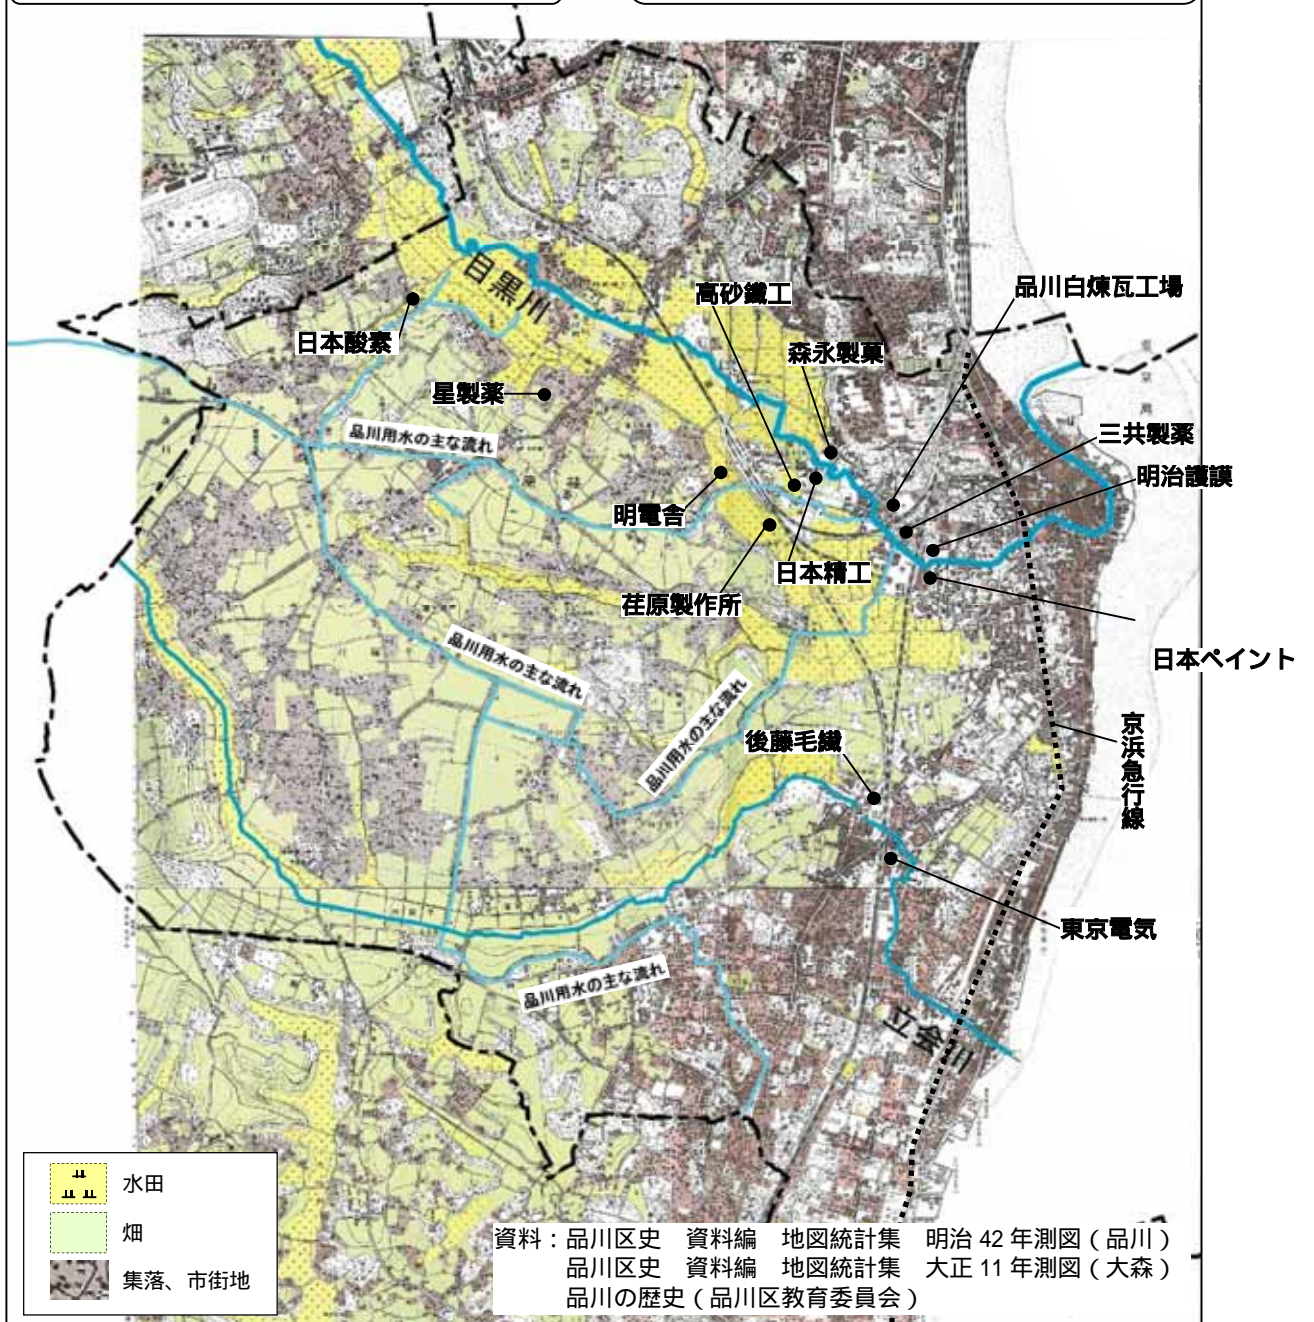 目黒川
高砂鐵工
品川白煉瓦工場
日本酸素
森永製菓
星製薬
品川用水の主な流れ
三共製薬
明治護謨
明電舎
日本精工
荏原製作所
品川用水の主な流れ
日本ペイント
品川用水の主な流れ
京浜急行線
後藤毛織
東京電気
品川用水の主な流れ
立会川
水田
畑
集落、市街地
資料：品川区史　資料編　地図統計集　明治 42 年測図（品川）
品川区史　資料編　地図統計集　大正 11 年測図（大森）
品川の歴史（品川区教育委員会）